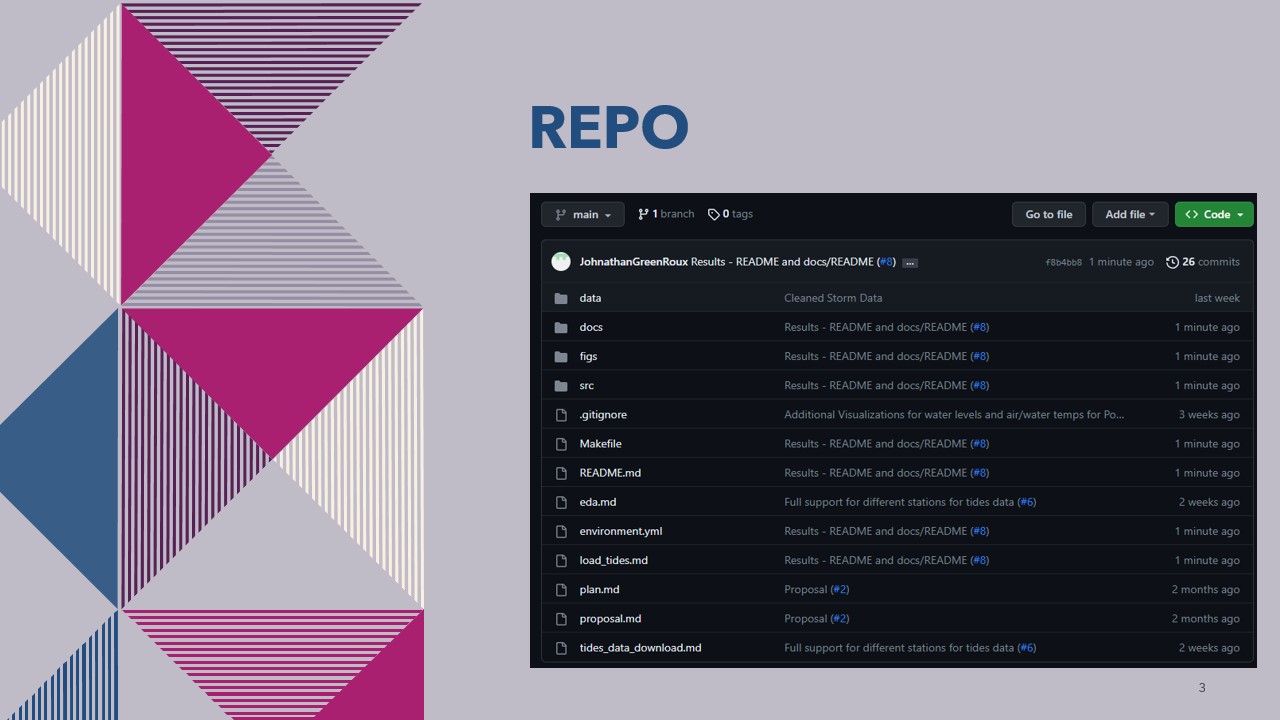 REPO
main 1 branch 0 tags Go to file Add file Code
JohnathanGreenRoux Results - README and docs/README (#8) ... f8b4bb8 1 minute ago 26 commits
data Cleaned Storm Data last week
docs Results - README and docs/README (#8) 1 minute ago
figs Results - README and docs/README (#8) 1 minute ago
src Results - README and docs/README (#8) 1 minute ago
.gitignore Additional Visualizations for water levels and air/water temps for Po... 3 weeks ago
Makefile Results - README and docs/README (#8) 1 minute ago
README.md Results - README and docs/README (#8) 1 minute ago
eda.md Full support for different stations for tides data (#6) 2 weeks ago
environment.yml Results - README and docs/README (#8) 1 minute ago
load_tides.md Results - README and docs/README (#8) 1 minute ago
plan.md Proposal (#2) 2 months ago
proposal.md Proposal (#2) 2 months ago
tides_data_download.md Full support for different stations for tides data (#6) 2 weeks ago
3